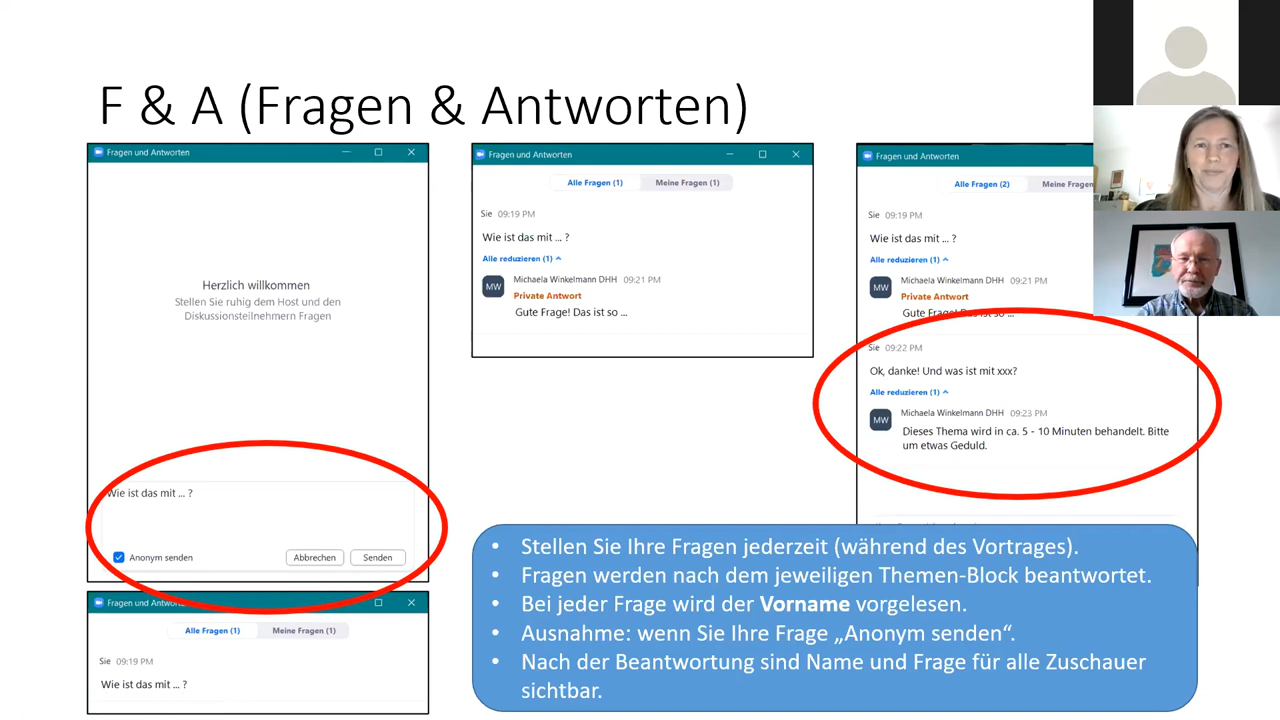 F & A (Fragen & Antworten)
Fragen und Antworten
Herzlich willkommen
Stellen Sie ruhig dem Host und den
Diskussionsteilnehmern Fragen
Wie ist das mit ... ?
Anonym senden
Abbrechen
Senden
Fragen und Antworten
Alle Fragen (1)
Meine Fragen (1)
Sie 09:19 PM
Wie ist das mit ... ?
Fragen und Antworten
Alle Fragen (1)
Meine Fragen (1)
Sie 09:19 PM
Wie ist das mit ... ?
Alle reduzieren (1)
MW
Michaela Winkelmann DHH 09:21 PM
Private Antwort
Gute Frage! Das ist so ...
Fragen und Antworten
Alle Fragen (2)
Meine Fragen
Sie 09:19 PM
Wie ist das mit ... ?
Alle reduzieren (1)
MW
Michaela Winkelmann DHH 09:21 PM
Private Antwort
Gute Frage! Das ist so ...
Sie 09:22 PM
Ok, danke! Und was ist mit xxx?
Alle reduzieren (1)
MW
Michaela Winkelmann DHH 09:23 PM
Dieses Thema wird in ca. 5 - 10 Minuten behandelt. Bitte
um etwas Geduld.
• Stellen Sie Ihre Fragen jederzeit (während des Vortrages).
• Fragen werden nach dem jeweiligen Themen-Block beantwortet.
• Bei jeder Frage wird der Vorname vorgelesen.
• Ausnahme: wenn Sie Ihre Frage „Anonym senden“.
• Nach der Beantwortung sind Name und Frage für alle Zuschauer
sichtbar.